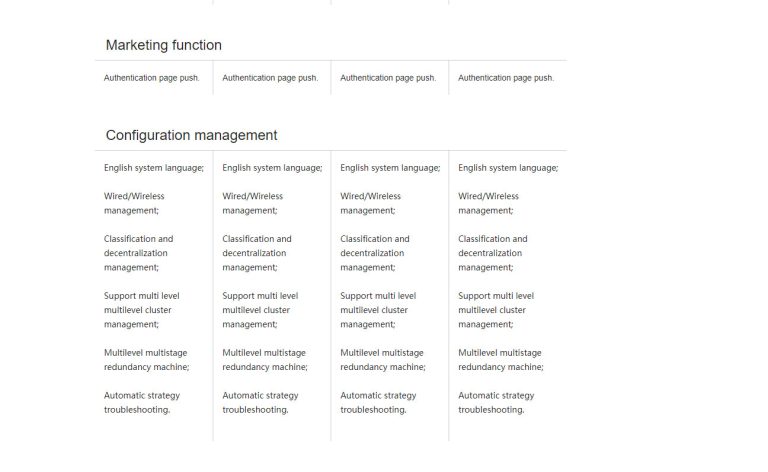 Marketing function
Authentication page push. Authentication page push. Authentication page push. Authentication page push.
Configuration management
English system language; English system language; English system language; English system language;
Wired/Wireless Wired/Wireless Wired/Wireless Wired/Wireless
management; management; management; management;
Classification and Classification and Classification and Classification and
decentralization decentralization decentralization decentralization
management; management; management; management;
Support multi level Support multi level Support multi level Support multi level
multilevel cluster multilevel cluster multilevel cluster multilevel cluster
management; management; management; management;
Multilevel multistage Multilevel multistage Multilevel multistage Multilevel multistage
redundancy machine; redundancy machine; redundancy machine; redundancy machine;
Automatic strategy Automatic strategy Automatic strategy Automatic strategy
troubleshooting. troubleshooting. troubleshooting. troubleshooting.